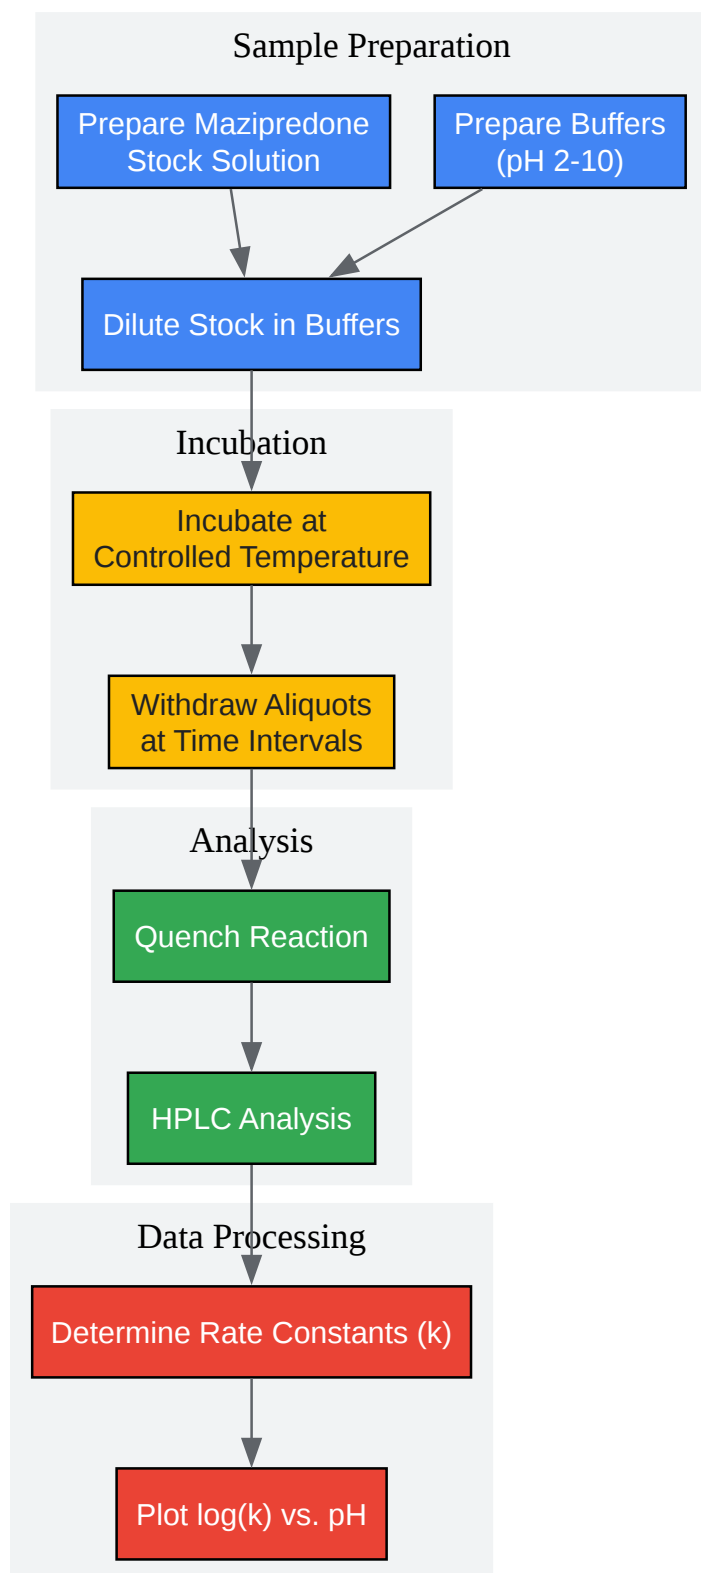 Sample Preparation
Prepare Mazipredone
Stock Solution
Prepare Buffers
(pH 2-10)
Dilute Stock in Buffers
Incubation
Incubate at
Controlled Temperature
Withdraw Aliquots
at Time Intervals
Analysis
Quench Reaction
HPLC Analysis
Data Processing
Determine Rate Constants (k)
Plot log(k) vs. pH